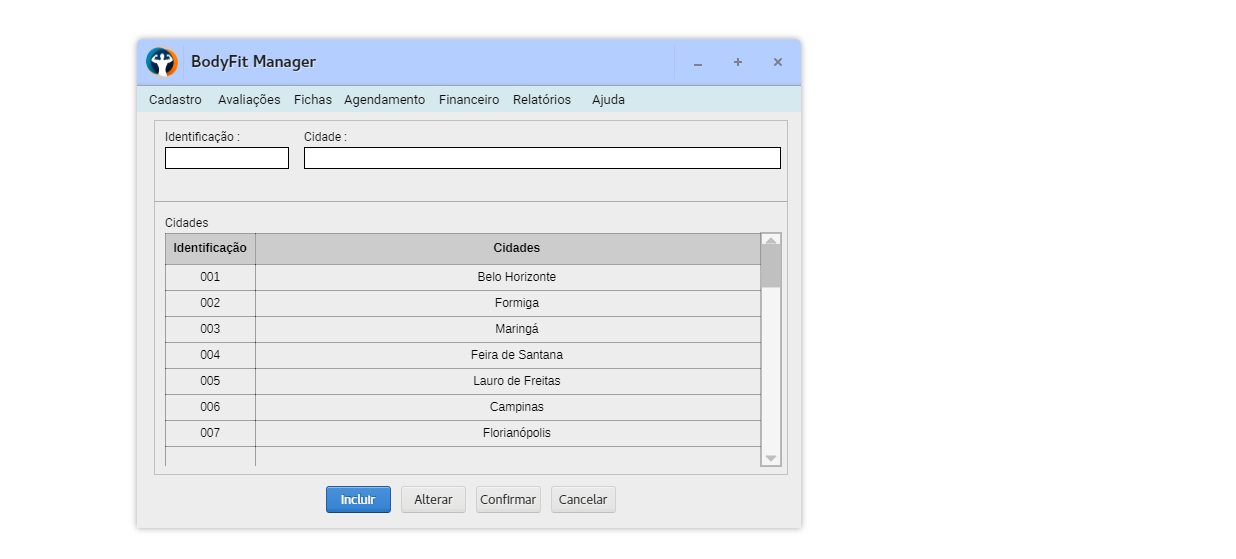 BodyFit Manager
Cadastro Avaliações Fichas Agendamento Financeiro Relatórios Ajuda
Identificação : Cidade :
Cidades
Identificação Cidades
001 Belo Horizonte
002 Formiga
003 Maringá
004 Feira de Santana
005 Lauro de Freitas
006 Campinas
007 Florianópolis
Incluir Alterar Confirmar Cancelar